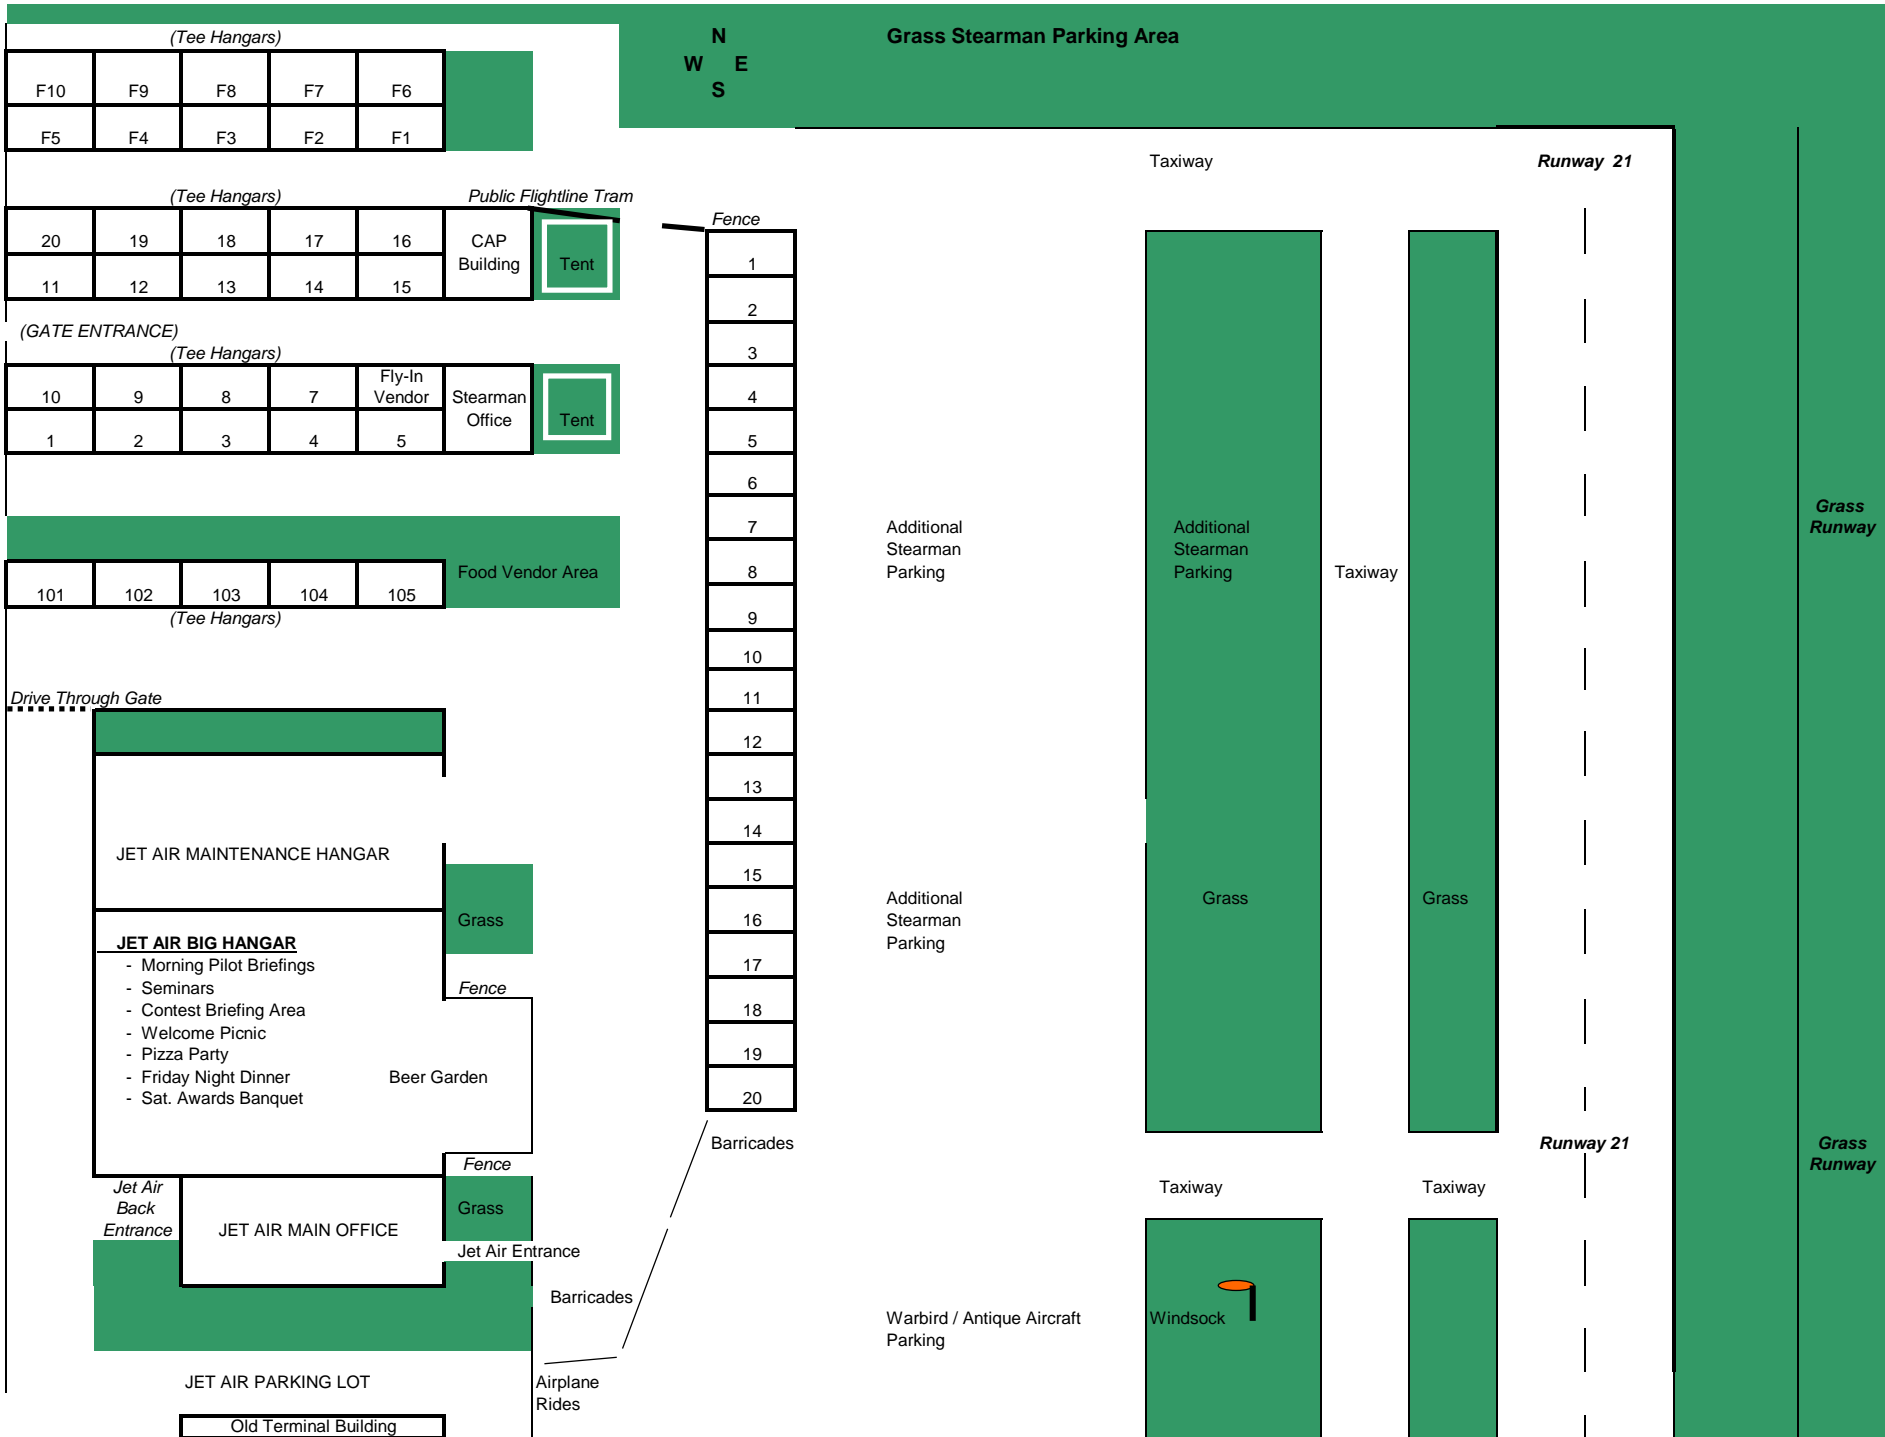 (Tee Hangars)
N
W E
S
Grass Stearman Parking Area
F10 F9 F8 F7 F6
F5 F4 F3 F2 F1
Taxiway
Runway 21
(Tee Hangars)
Public Flightline Tram
20 19 18 17 16
11 12 13 14 15
CAP
Building
Tent
(GATE ENTRANCE)
(Tee Hangars)
10 9 8 7 Fly-In
Vendor
1 2 3 4 5
Stearman
Office
Tent
Food Vendor Area
101 102 103 104 105
(Tee Hangars)
Drive Through Gate
JET AIR MAINTENANCE HANGAR
Grass
JET AIR BIG HANGAR
- Morning Pilot Briefings
- Seminars
- Contest Briefing Area
- Welcome Picnic
- Pizza Party
- Friday Night Dinner
- Sat. Awards Banquet
Beer Garden
Fence
Fence
Jet Air
Back
Entrance
JET AIR MAIN OFFICE
Grass
Jet Air Entrance
Barricades
JET AIR PARKING LOT
Airplane
Rides
Old Terminal Building
Fence
1
2
3
4
5
6
7
8
9
10
11
12
13
14
15
16
17
18
19
20
Barricades
Additional
Stearman
Parking
Additional
Stearman
Parking
Taxiway
Additional
Stearman
Parking
Grass
Grass
Grass
Runway
Runway 21
Grass
Runway
Taxiway
Taxiway
Warbird / Antique Aircraft
Parking
Windsock